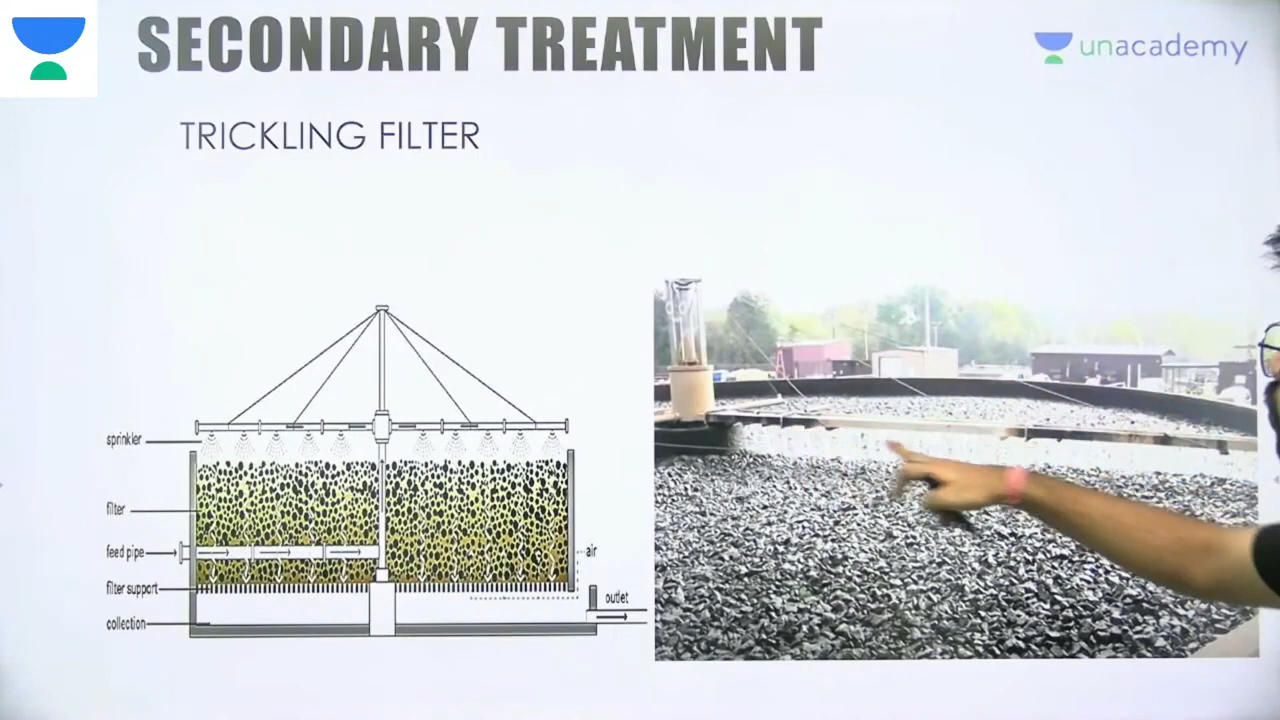 SECONDARY TREATMENT
unacademy
TRICKLING FILTER
sprinkler
filter
feed pipe
air
filter support
outlet
collection